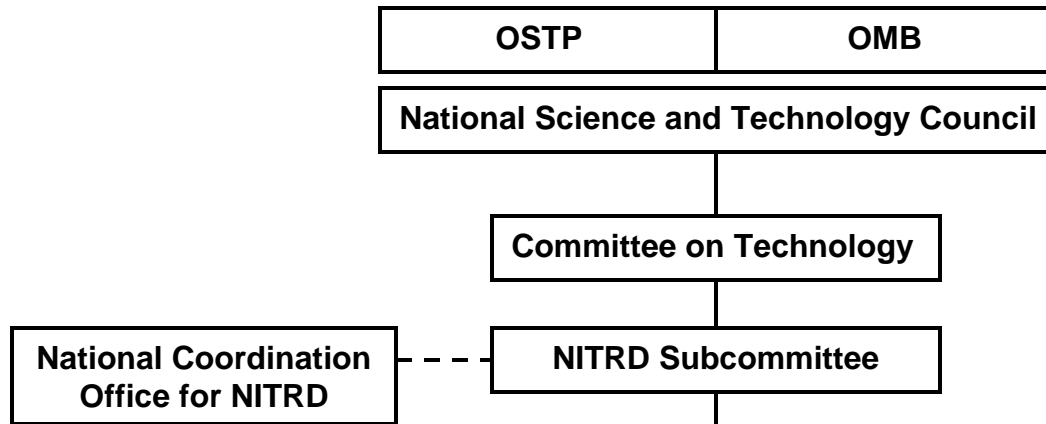 OSTP OMB
National Science and Technology Council
Committee on Technology
National Coordination
Office for NITRD
NITRD Subcommittee